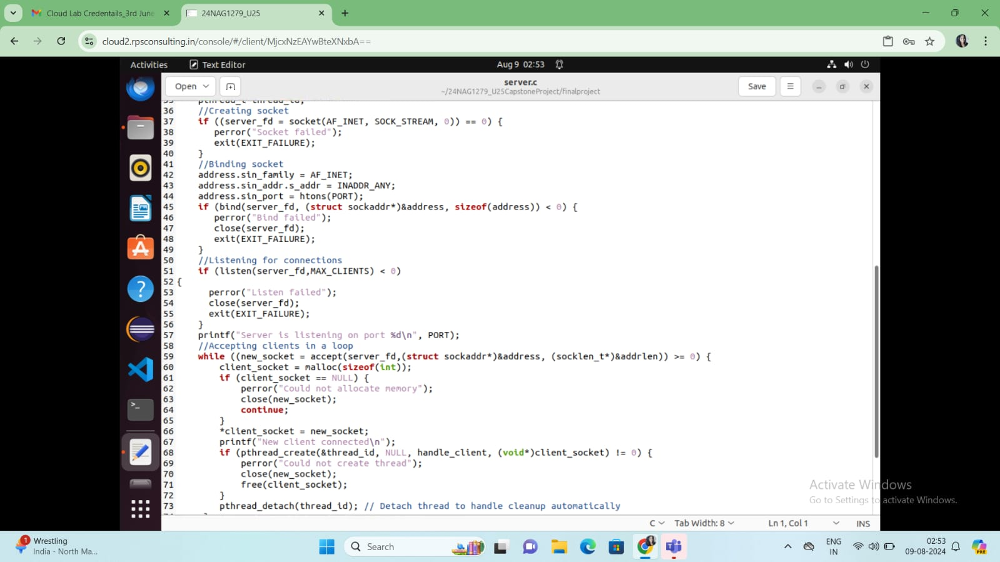 Cloud Lab Credentails_3rd June
24NAG1279_U25
cloud2.rpsconsulting.in/console/#/client/MjcxNzEAYwBteXNxbA==
Activities
Text Editor
Aug 9 02:53
Open
server.c
~/24NAG1279_U25CapstoneProject/finalproject
Save
36 //Creating socket
37 if ((server_fd = socket(AF_INET, SOCK_STREAM, 0)) == 0) {
38 perror("Socket failed");
39 exit(EXIT_FAILURE);
40 }
41 //Binding socket
42 address.sin_family = AF_INET;
43 address.sin_addr.s_addr = INADDR_ANY;
44 address.sin_port = htons(PORT);
45 if (bind(server_fd, (struct sockaddr*)&address, sizeof(address)) < 0) {
46 perror("Bind failed");
47 close(server_fd);
48 exit(EXIT_FAILURE);
49 }
50 //Listening for connections
51 if (listen(server_fd,MAX_CLIENTS) < 0)
52 {
53 perror("Listen failed");
54 close(server_fd);
55 exit(EXIT_FAILURE);
56 }
57 printf("Server is listening on port %d\n", PORT);
58 //Accepting clients in a loop
59 while ((new_socket = accept(server_fd,(struct sockaddr*)&address, (socklen_t*)&addrlen)) >= 0) {
60 client_socket = malloc(sizeof(int));
61 if (client_socket == NULL) {
62 perror("Could not allocate memory");
63 close(new_socket);
64 continue;
65 }
66 *client_socket = new_socket;
67 printf("New client connected\n");
68 if (pthread_create(&thread_id, NULL, handle_client, (void*)client_socket) != 0) {
69 perror("Could not create thread");
70 close(new_socket);
71 free(client_socket);
72 }
73 pthread_detach(thread_id); // Detach thread to handle cleanup automatically
Activate Windows
Go to Settings to activate Windows.
C
Tab Width: 8
Ln 1, Col 1
INS
1
Wrestling
India - North Ma...
Search
PRE
ENG
IN
02:53
09-08-2024